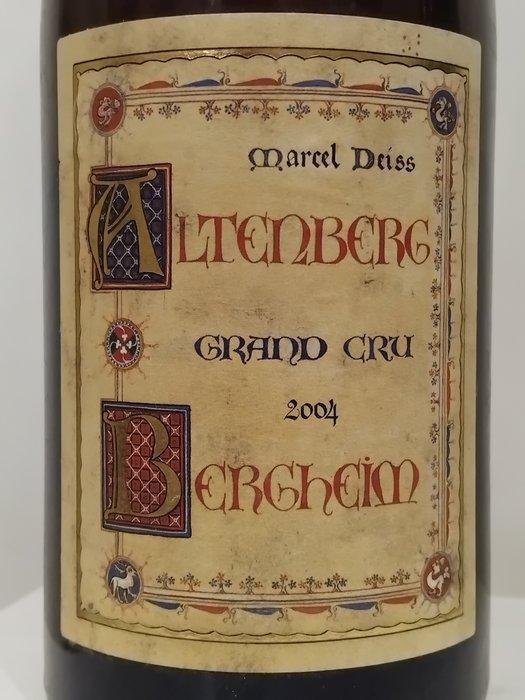 Marcel Deiss
ALTENBERG
GRAND CRU
2004
BERGHEIM